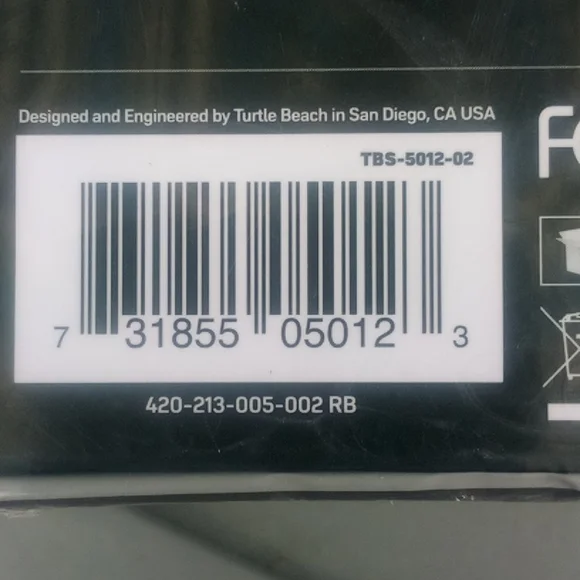 Designed and Engineered by Turtle Beach in San Diego, CA USA
TBS-5012-02
7 31855 05012 3
420-213-005-002 RB